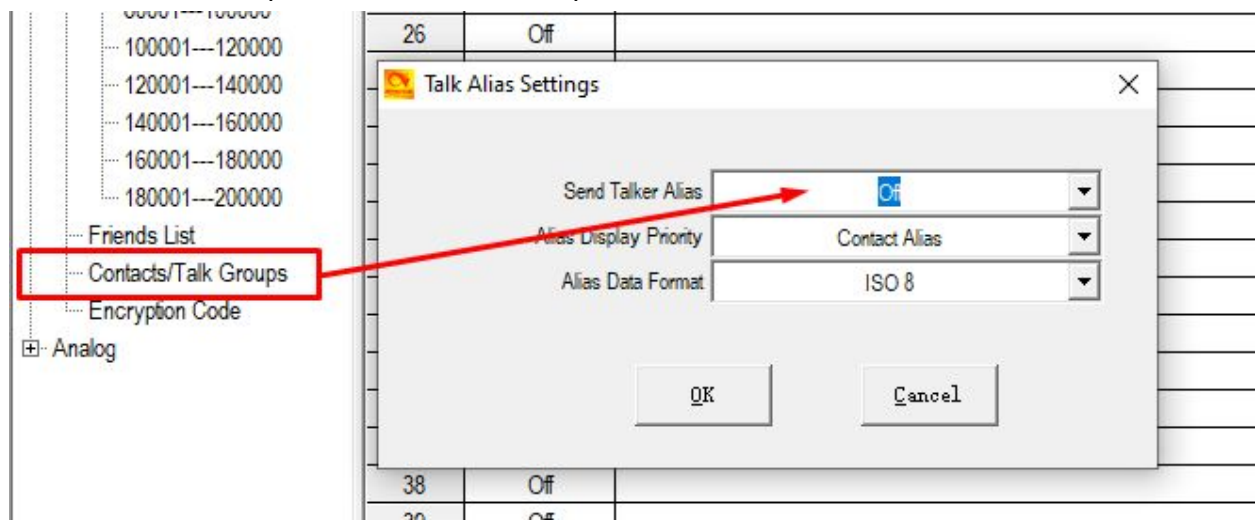 100001---120000
120001---140000
140001---160000
160001---180000
180001---200000
Friends List
Contacts/Talk Groups
Encryption Code
Analog
26 Off
Talk Alias Settings
Send Talker Alias Off
Alias Display Priority Contact Alias
Alias Data Format ISO 8
OK Cancel
38 Off